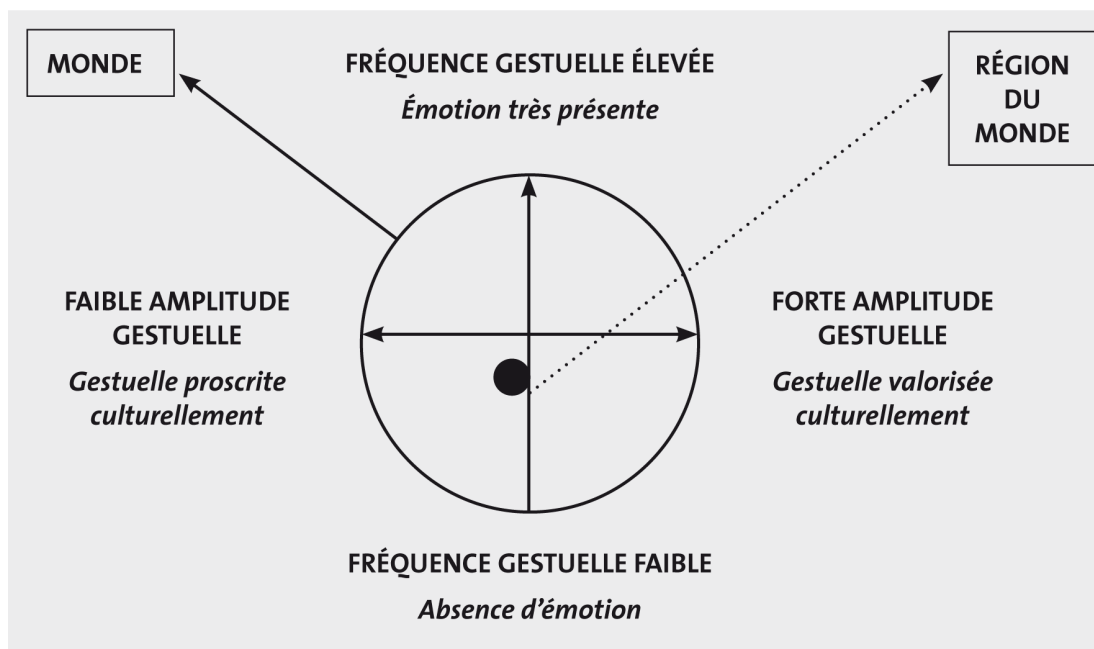 MONDE
FRÉQUENCE GESTUELLE ÉLEVÉE
Émotion très présente
RÉGION
DU
MONDE
FAIBLE AMPLITUDE
GESTUELLE
Gestuelle proscrite
culturellement
FORTE AMPLITUDE
GESTUELLE
Gestuelle valorisée
culturellement
FRÉQUENCE GESTUELLE FAIBLE
Absence d’émotion